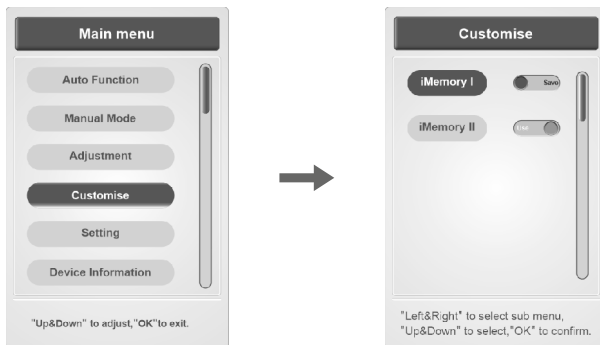 Main menu
Auto Function
Manual Mode
Adjustment
Customise
Setting
Device Information
"Up&Down" to adjust,"OK"to exit.
Customise
iMemory I
Save
iMemory II
"Left&Right" to select sub menu,
"Up&Down" to select,"OK" to confirm.